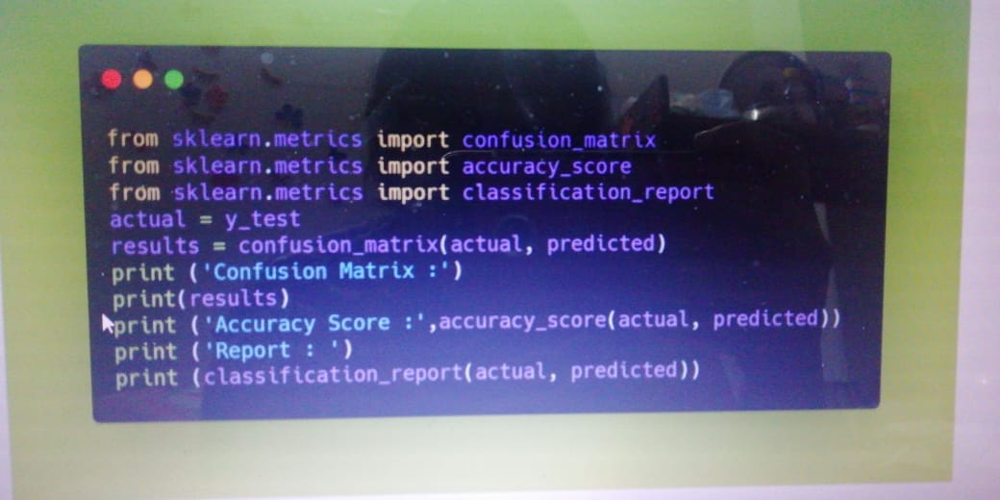 from sklearn.metrics import confusion_matrix
from sklearn.metrics import accuracy_score
from sklearn.metrics import classification_report
actual = y_test
results = confusion_matrix(actual, predicted)
print ('Confusion Matrix :')
print(results)
print ('Accuracy Score :',accuracy_score(actual, predicted))
print ('Report : ')
print (classification_report(actual, predicted))